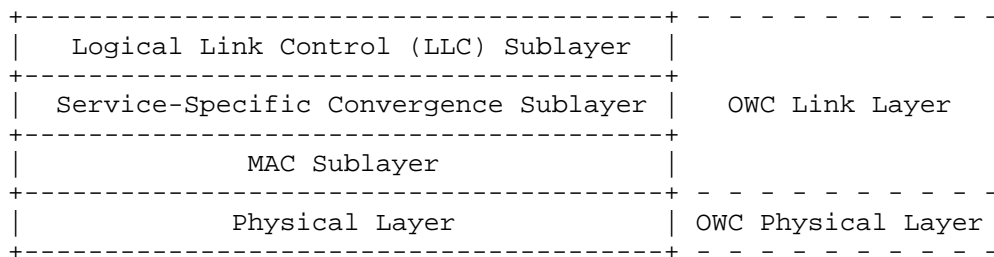 +----------------------------------------+ - - - - - - - - - -
|   Logical Link Control (LLC) Sublayer  |
+----------------------------------------+
|  Service-Specific Convergence Sublayer |   OWC Link Layer
+----------------------------------------+
|              MAC Sublayer              |
+----------------------------------------+ - - - - - - - - - -
|             Physical Layer             | OWC Physical Layer
+----------------------------------------+ - - - - - - - - - -